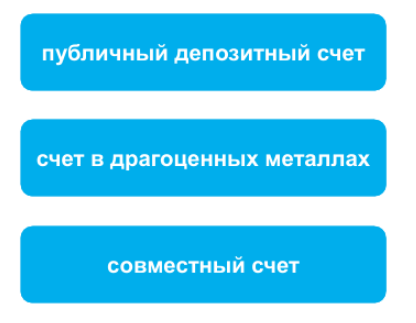 публичный депозитный счет
счет в драгоценных металлах
совместный счет